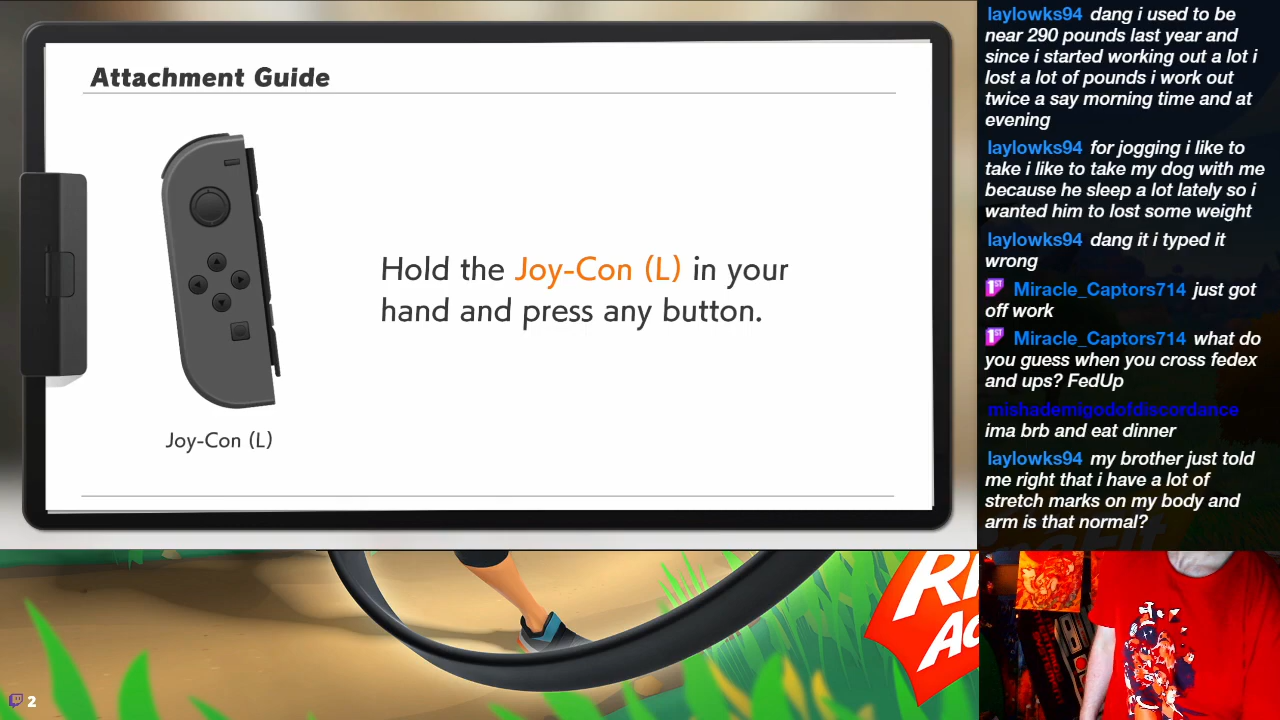 Attachment Guide
Hold the Joy-Con (L) in your
hand and press any button.
Joy-Con (L)
laylowks94 dang i used to be
near 290 pounds last year and
since i started working out a lot i
lost a lot of pounds i work out
twice a say morning time and at
evening
laylowks94 for jogging i like to
take i like to take my dog with me
because he sleep a lot lately so i
wanted him to lost some weight
laylowks94 dang it i typed it
wrong
1ST Miracle_Captors714 just got
off work
1ST Miracle_Captors714 what do
you guess when you cross fedex
and ups? FedUp
mishademigodofdiscordance
ima brb and eat dinner
laylowks94 my brother just told
me right that i have a lot of
stretch marks on my body and
arm is that normal?
2